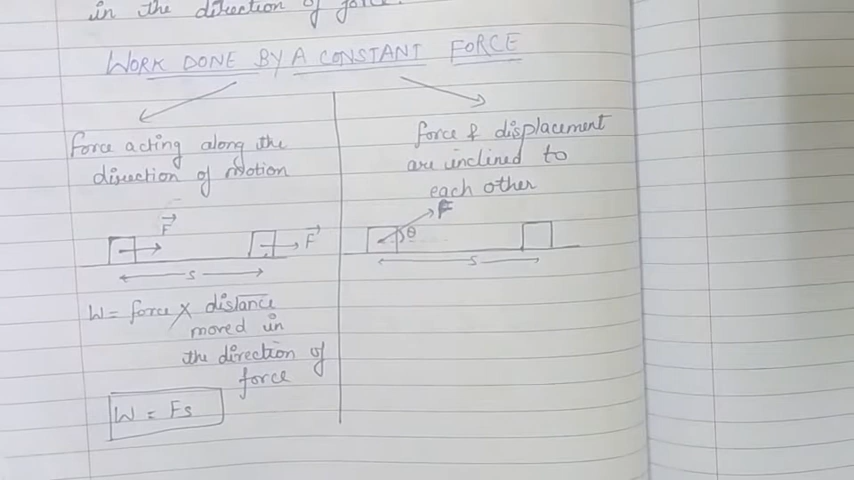 in the direction of force.
WORK DONE BY A CONSTANT FORCE
force acting along the
direction of motion
F
F
s
W = force x distance
moved in
the direction of
force
W = Fs
force & displacement
are inclined to
each other
F
θ
s